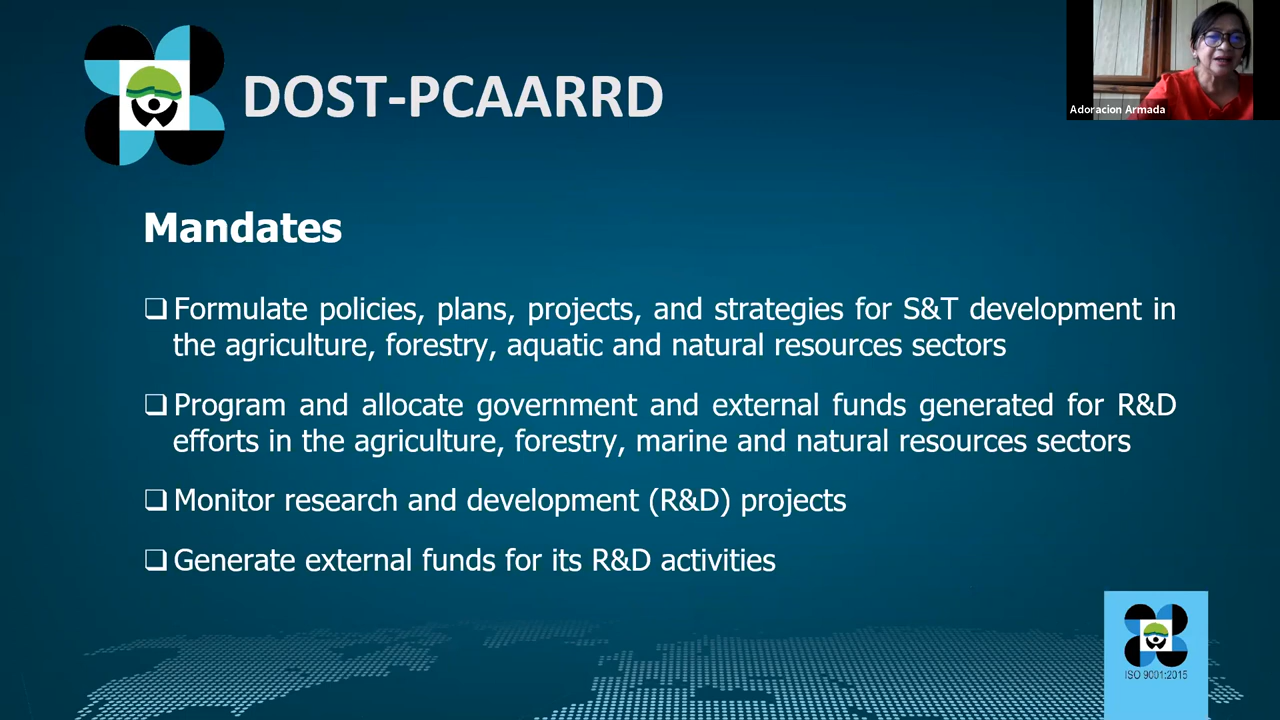 DOST-PCAARRD
Adoracion Armada
Mandates
❑ Formulate policies, plans, projects, and strategies for S&T development in
the agriculture, forestry, aquatic and natural resources sectors
❑ Program and allocate government and external funds generated for R&D
efforts in the agriculture, forestry, marine and natural resources sectors
❑ Monitor research and development (R&D) projects
❑ Generate external funds for its R&D activities
ISO 9001:2015